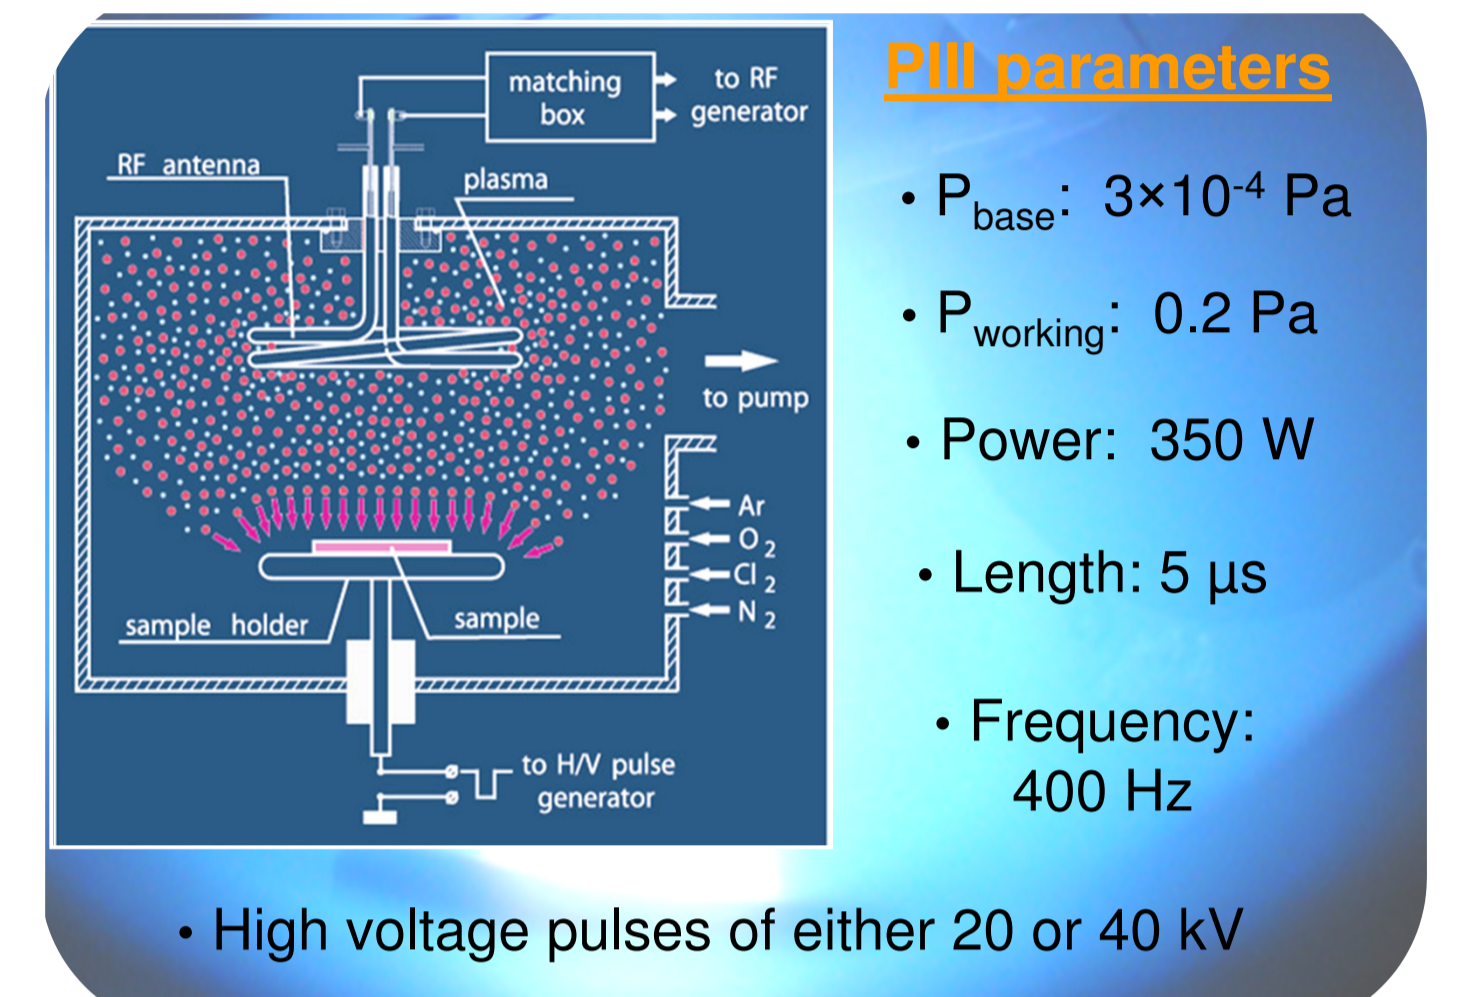 matching
box
to RF
generator
RF antenna
plasma
to pump
Ar
O2
Cl2
N2
sample holder
sample
to H/V pulse
generator
PIII parameters
• Pbase: 3×10-4 Pa
• Pworking: 0.2 Pa
• Power: 350 W
• Length: 5 µs
• Frequency:
400 Hz
• High voltage pulses of either 20 or 40 kV